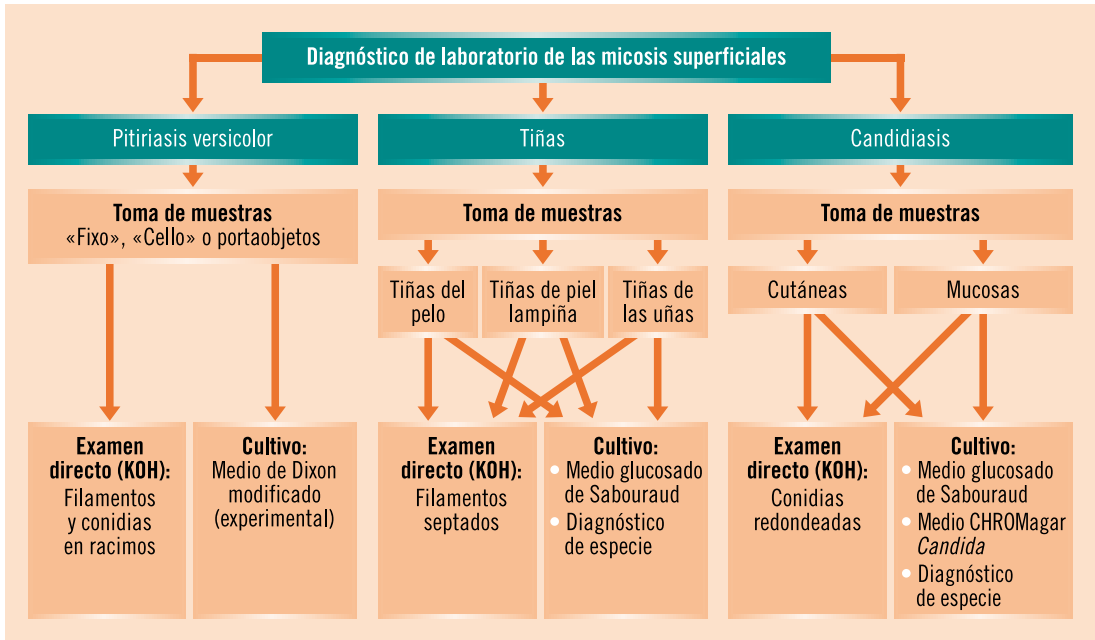 Diagnóstico de laboratorio de las micosis superficiales
Pitiriasis versicolor
Tiñas
Candidiasis
Toma de muestras
«Fixo», «Cello» o portaobjetos
Toma de muestras
Toma de muestras
Tiñas del
pelo
Tiñas de piel
lampiña
Tiñas de
las uñas
Cutáneas
Mucosas
Examen
directo (KOH):
Filamentos
y conidias
en racimos
Cultivo:
Medio de Dixon
modificado
(experimental)
Examen
directo (KOH):
Filamentos
septados
Cultivo:
• Medio glucosado
de Sabouraud
• Diagnóstico
de especie
Examen
directo (KOH):
Conidias
redondeadas
Cultivo:
• Medio glucosado
de Sabouraud
• Medio CHROMagar
Candida
• Diagnóstico
de especie